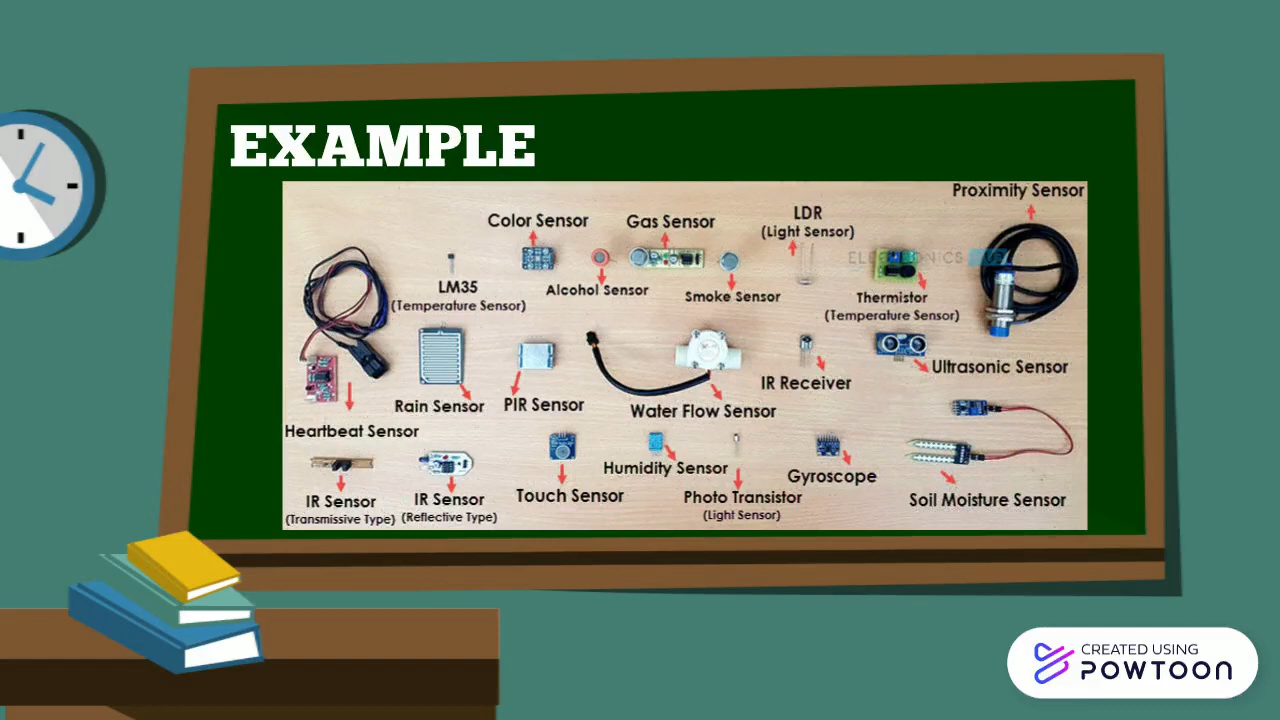 EXAMPLE
Proximity Sensor
Color Sensor
Gas Sensor
LDR
(Light Sensor)
ELECTRONICS HUB
LM35
(Temperature Sensor)
Alcohol Sensor
Smoke Sensor
Thermistor
(Temperature Sensor)
Ultrasonic Sensor
IR Receiver
Rain Sensor
PIR Sensor
Water Flow Sensor
Heartbeat Sensor
Humidity Sensor
Gyroscope
IR Sensor
(Transmissive Type)
IR Sensor
(Reflective Type)
Touch Sensor
Photo Transistor
(Light Sensor)
Soil Moisture Sensor
CREATED USING
POWTOON